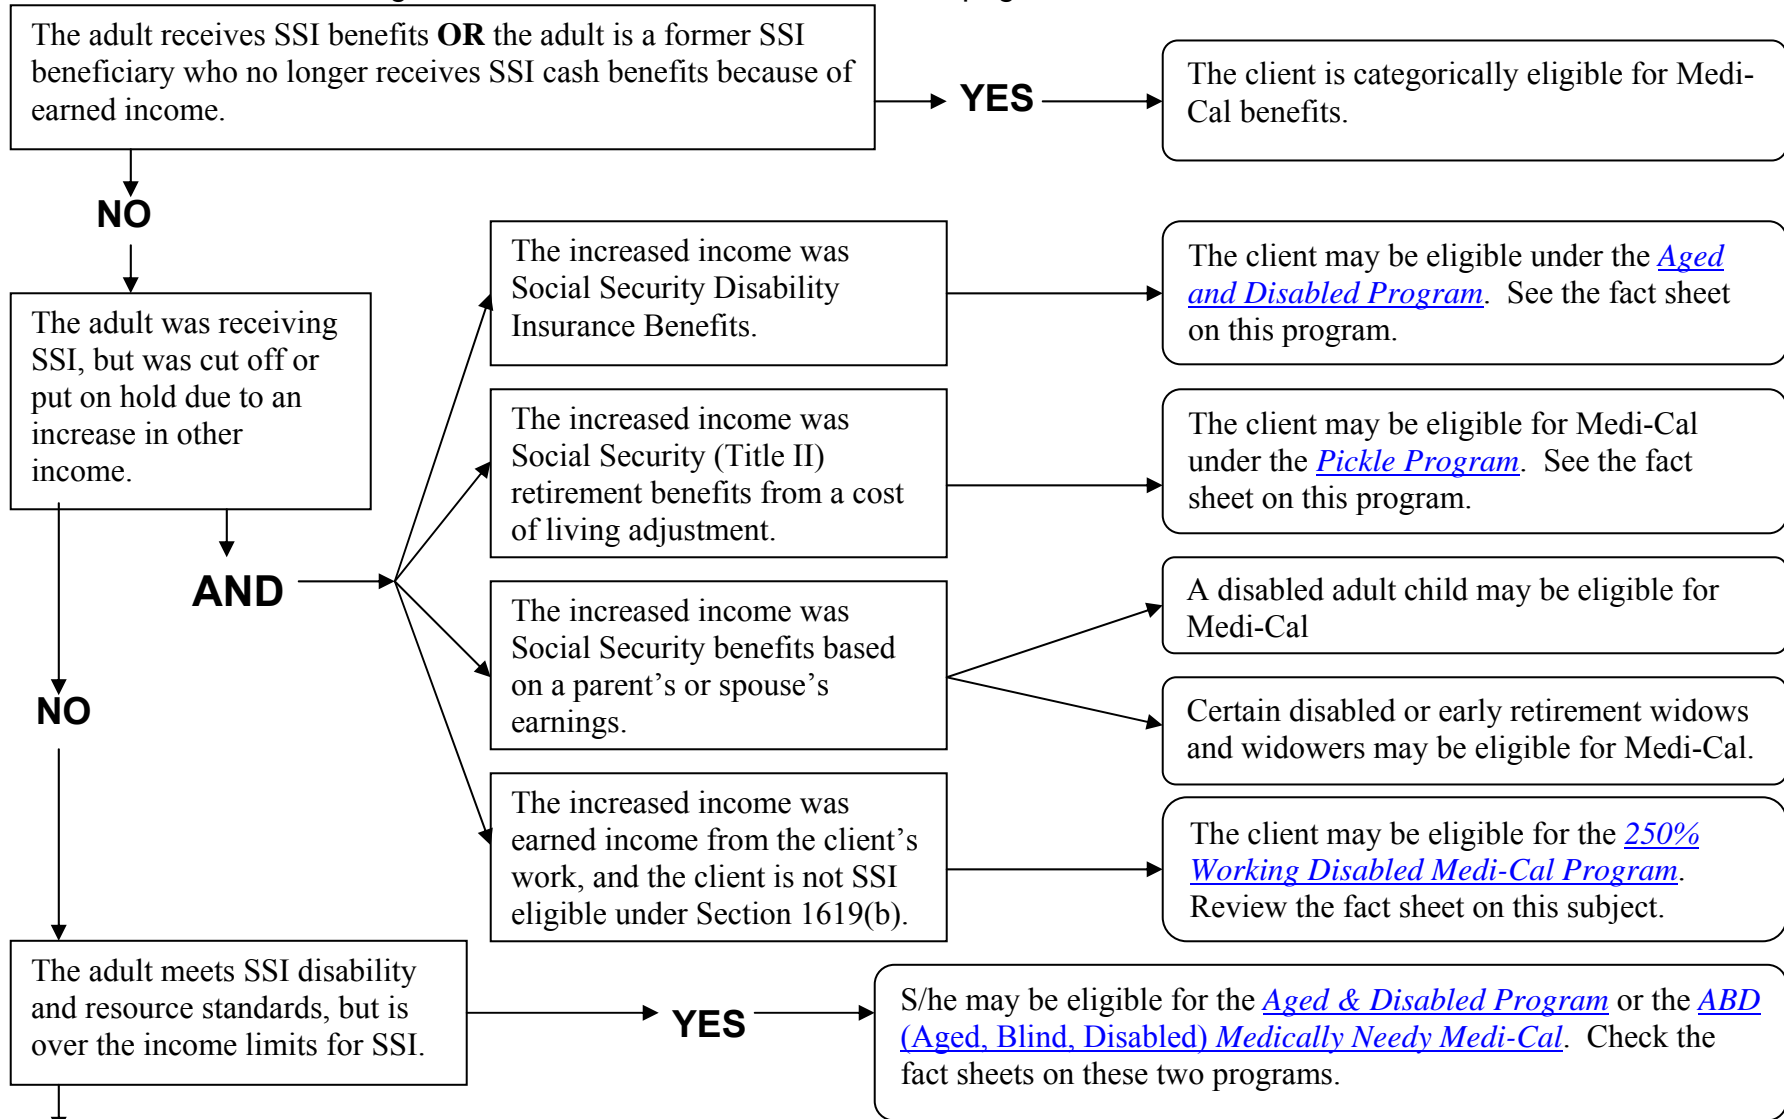 The adult receives SSI benefits OR the adult is a former SSI
beneficiary who no longer receives SSI cash benefits because of
earned income.
YES
The client is categorically eligible for Medi-
Cal benefits.
NO
The adult was receiving
SSI, but was cut off or
put on hold due to an
increase in other
income.
AND
The increased income was
Social Security Disability
Insurance Benefits.
The client may be eligible under the Aged
and Disabled Program.  See the fact sheet
on this program.
The increased income was
Social Security (Title II)
retirement benefits from a cost
of living adjustment.
The client may be eligible for Medi-Cal
under the Pickle Program.  See the fact
sheet on this program.
The increased income was
Social Security benefits based
on a parent’s or spouse’s
earnings.
A disabled adult child may be eligible for
Medi-Cal
Certain disabled or early retirement widows
and widowers may be eligible for Medi-Cal.
The increased income was
earned income from the client’s
work, and the client is not SSI
eligible under Section 1619(b).
The client may be eligible for the 250%
Working Disabled Medi-Cal Program.
Review the fact sheet on this subject.
NO
The adult meets SSI disability
and resource standards, but is
over the income limits for SSI.
YES
S/he may be eligible for the Aged & Disabled Program or the ABD
(Aged, Blind, Disabled) Medically Needy Medi-Cal.  Check the
fact sheets on these two programs.